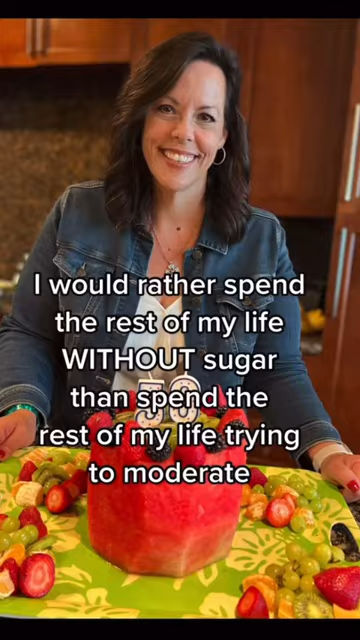 I would rather spend
the rest of my life
WITHOUT sugar
than spend the
rest of my life trying
to moderate